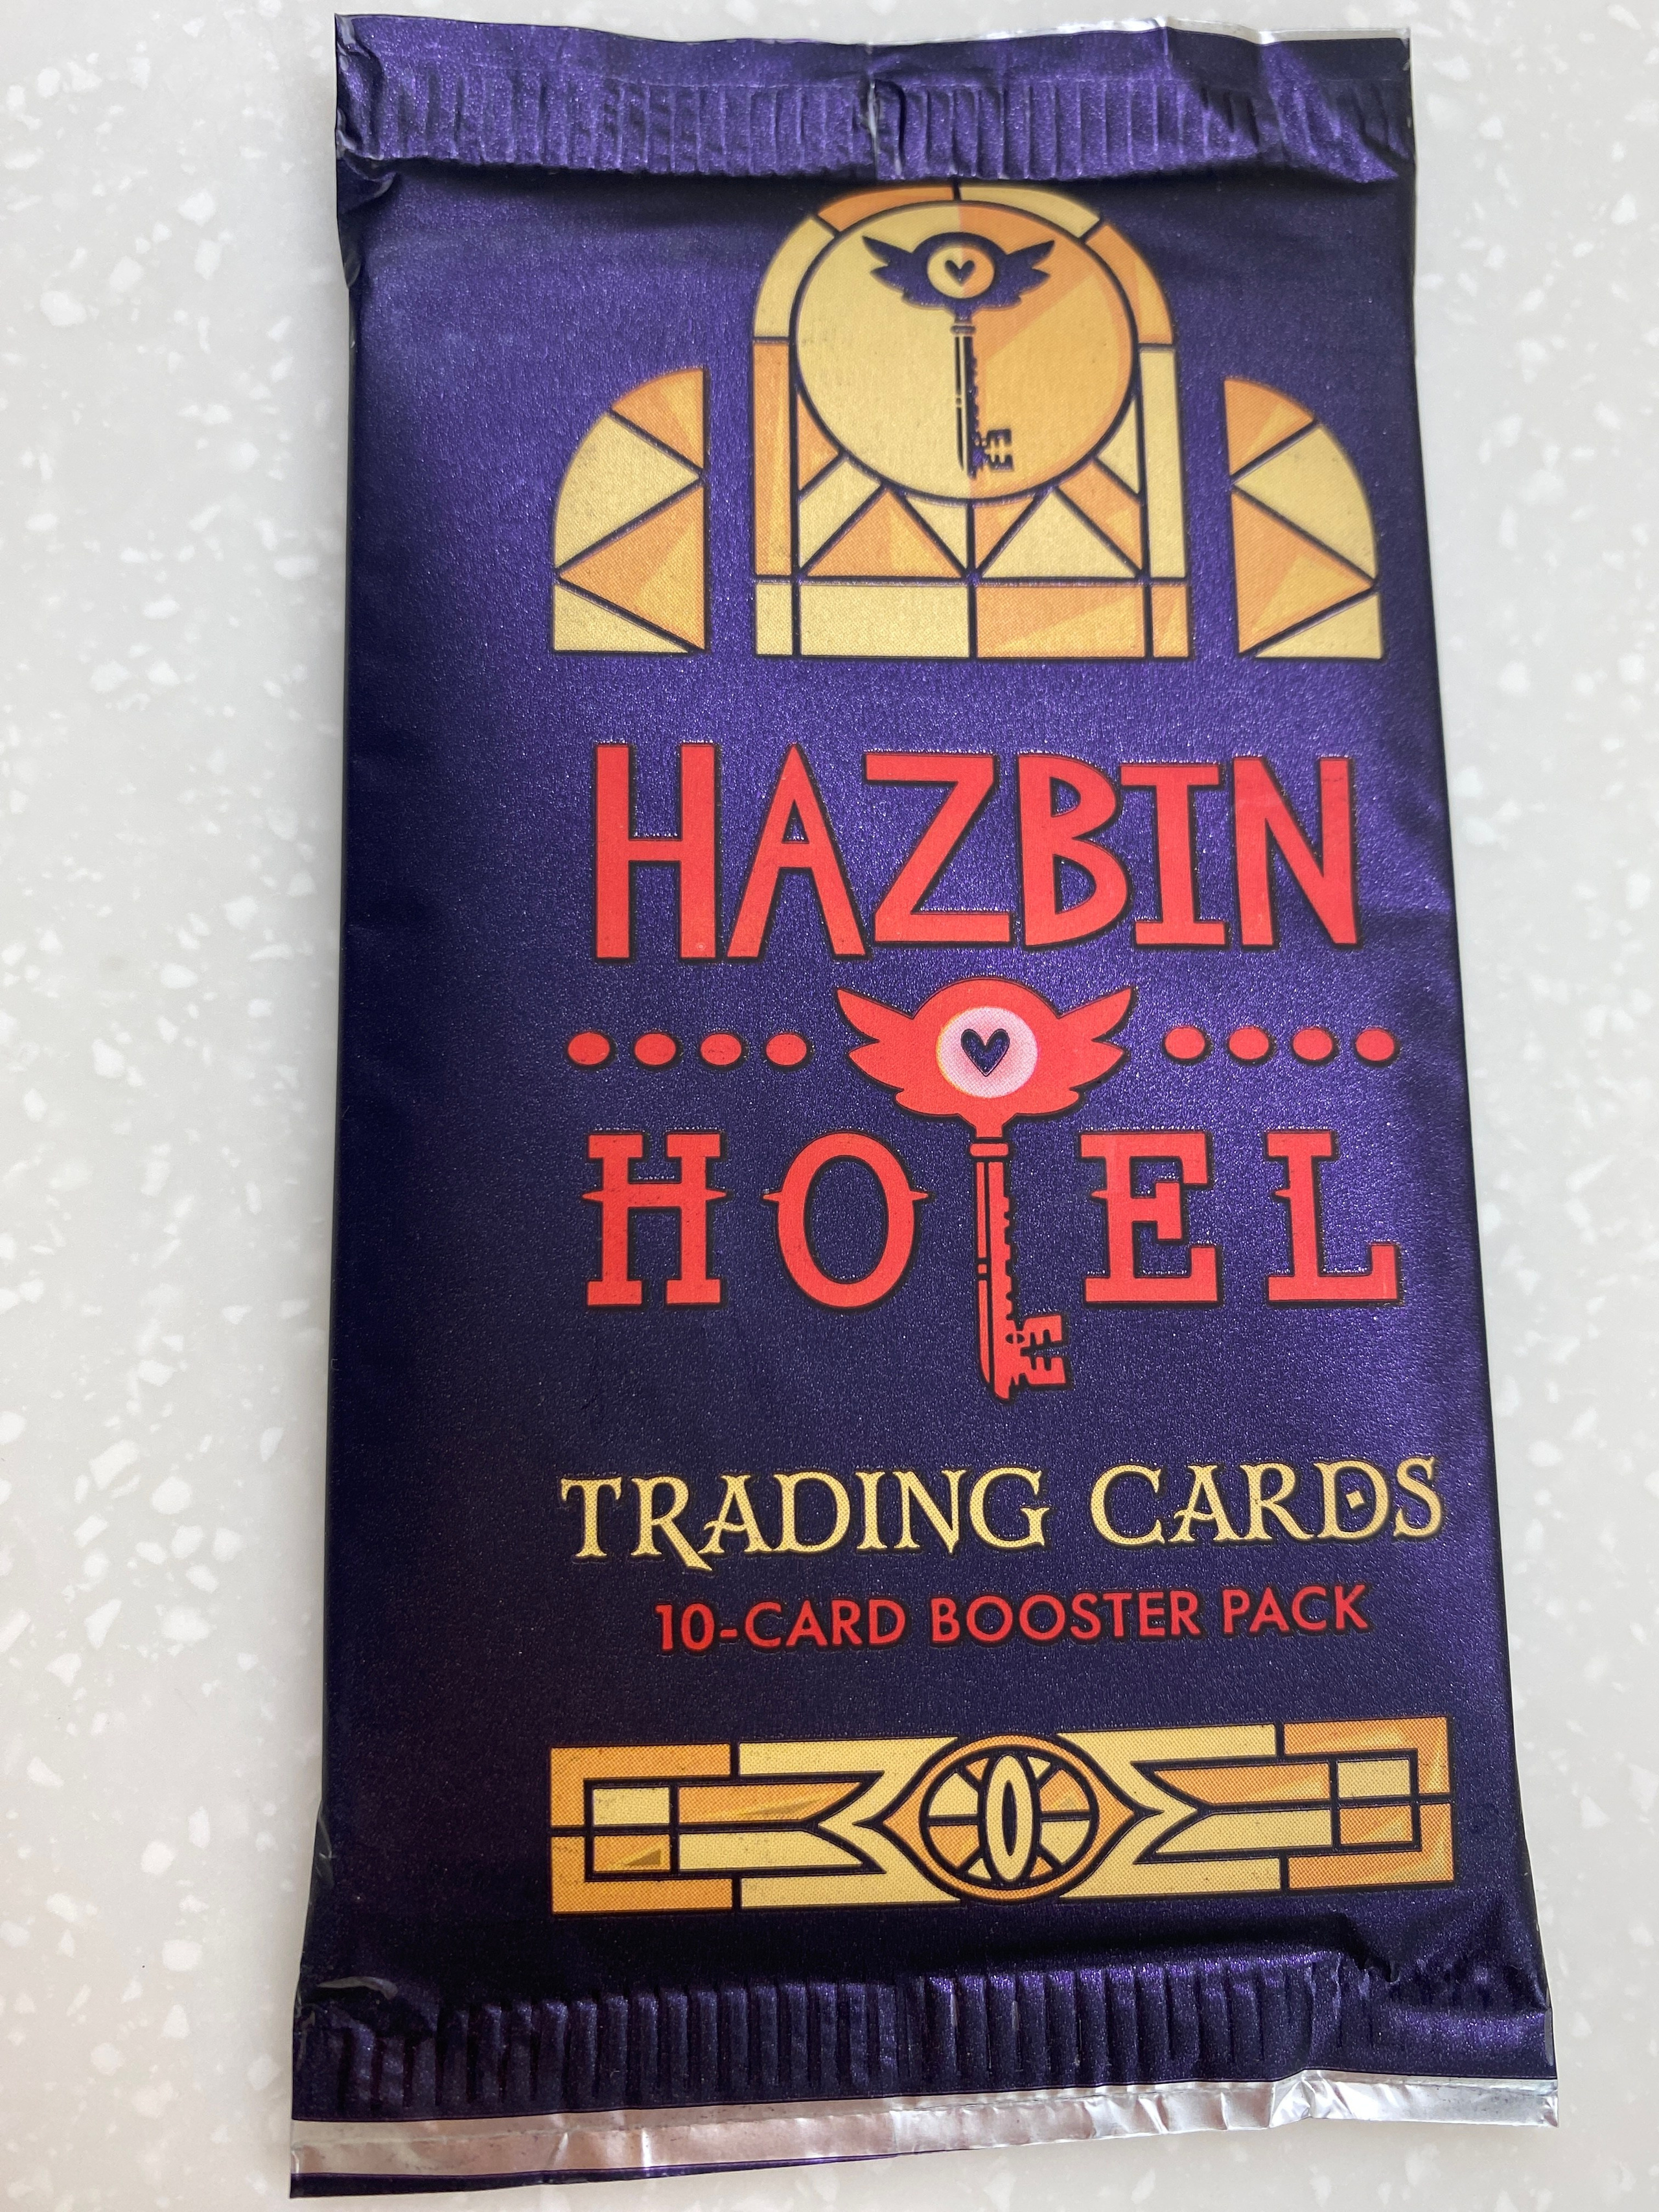 HAZBIN
HOTEL
TRADING CARDS
10-CARD BOOSTER PACK